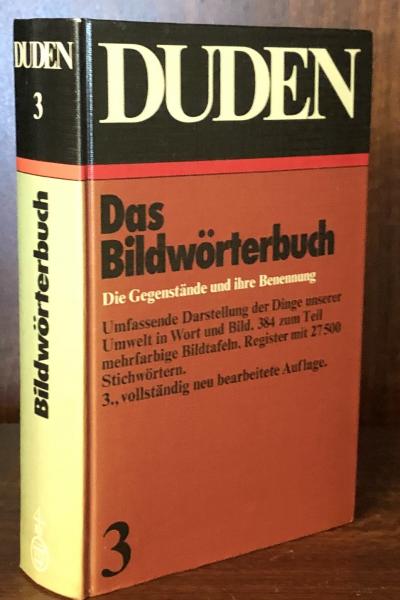 DUDEN
3
Bildwörterbuch
DUDEN
Das
Bildwörterbuch
Die Gegenstände und ihre Benennung
Umfassende Darstellung der Dinge unserer
Umwelt in Wort und Bild. 384 zum Teil
mehrfarbige Bildtafeln. Register mit 27500
Stichwörtern.
3., vollständig neu bearbeitete Auflage.
3